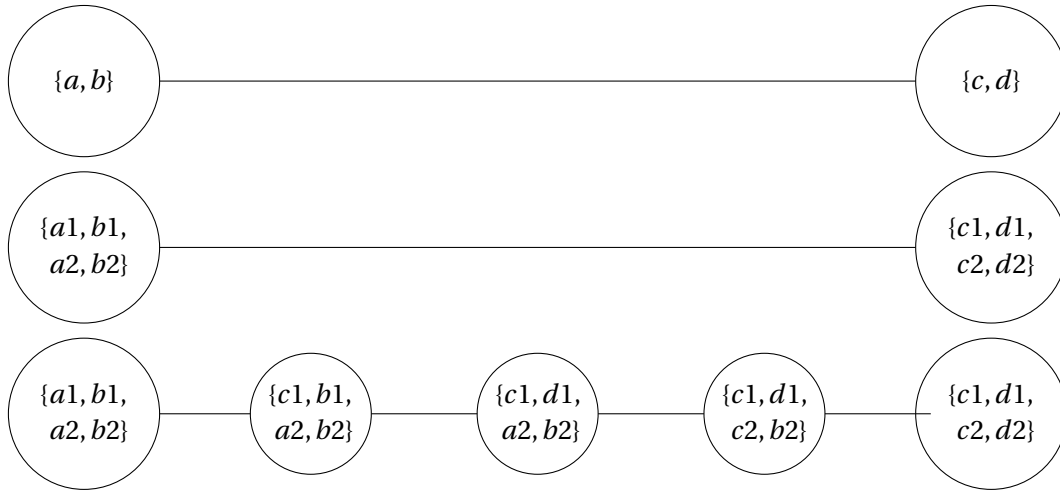 {a,b} {c,d}
{a1,b1, {c1,d1,
a2,b2} c2,d2}
{a1,b1, {c1,b1, {c1,d1, {c1,d1, {c1,d1,
a2,b2} a2,b2} a2,b2} c2,b2} c2,d2}